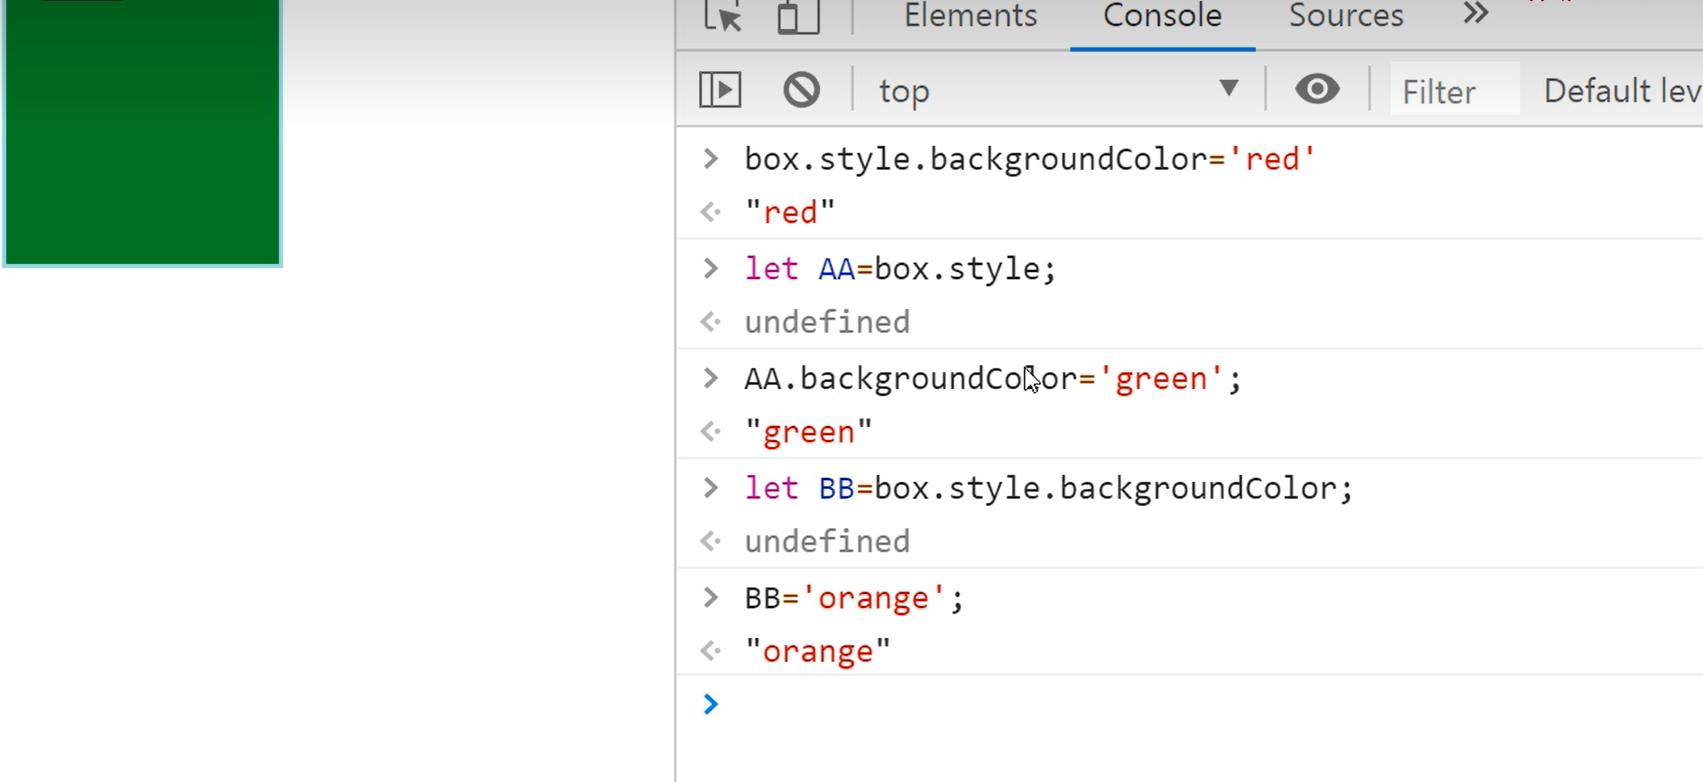 Elements Console Sources
top Filter Default lev
box.style.backgroundColor='red'
"red"
let AA=box.style;
undefined
AA.backgroundColor='green';
"green"
let BB=box.style.backgroundColor;
undefined
BB='orange';
"orange"